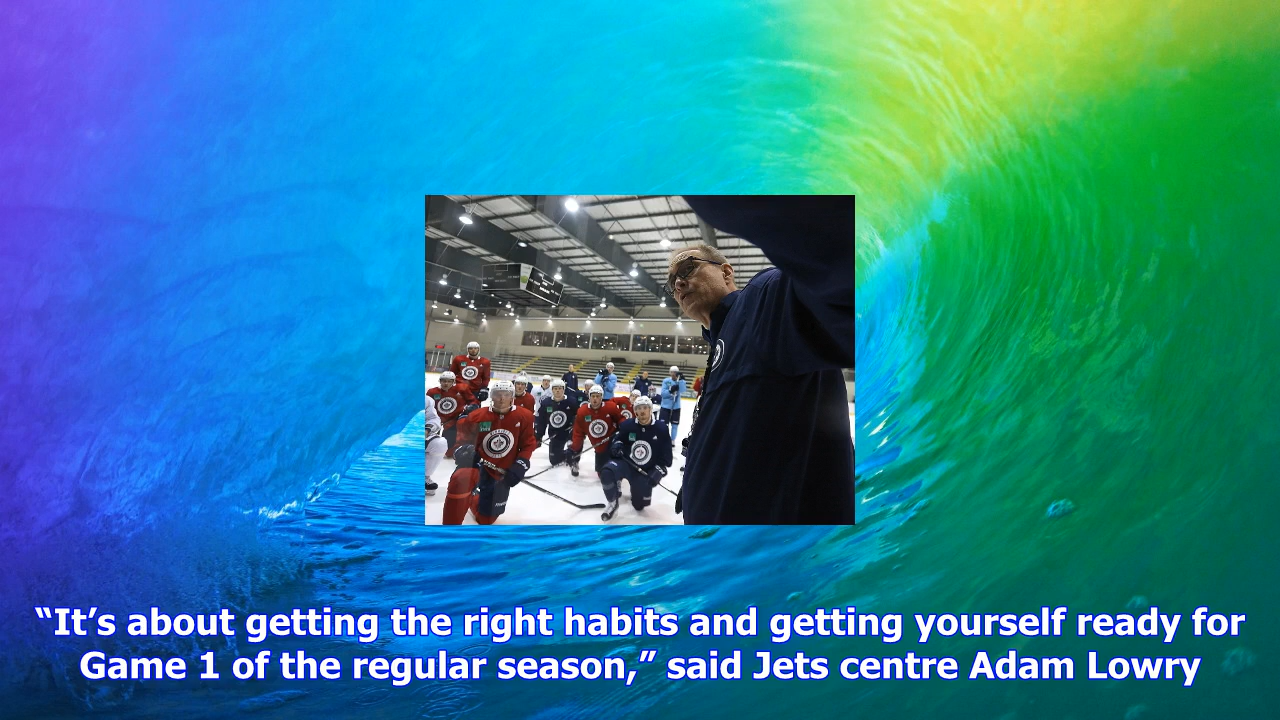 “It’s about getting the right habits and getting yourself ready for
Game 1 of the regular season,” said Jets centre Adam Lowry